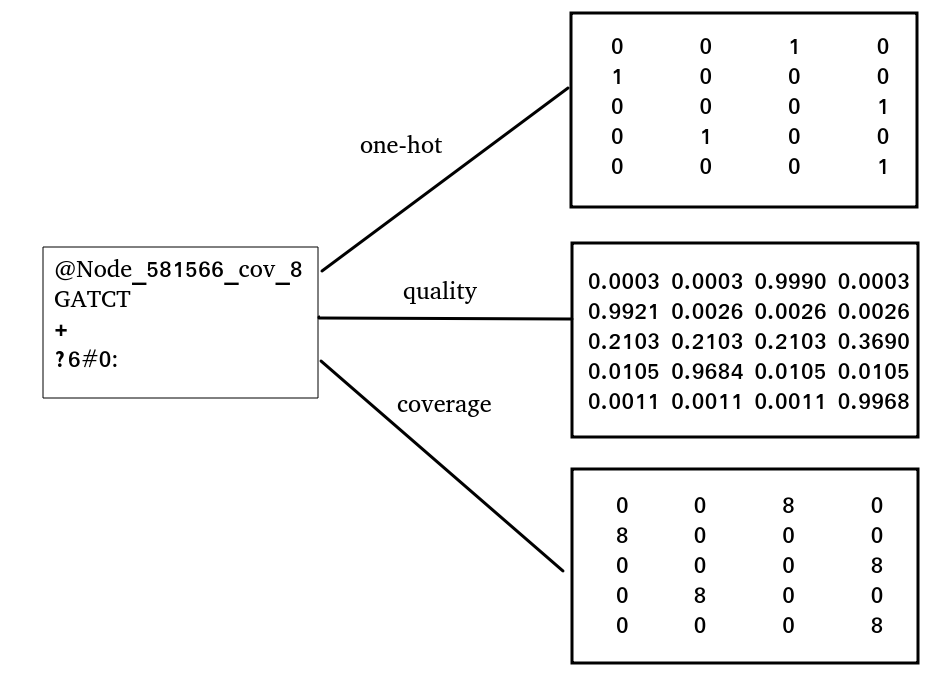 @Node_581566_cov_8
GATCT
+
?6#0:
one-hot
quality
coverage
0 0 1 0
1 0 0 0
0 0 0 1
0 1 0 0
0 0 0 1
0.0003 0.0003 0.9990 0.0003
0.9921 0.0026 0.0026 0.0026
0.2103 0.2103 0.2103 0.3690
0.0105 0.9684 0.0105 0.0105
0.0011 0.0011 0.0011 0.9968
0 0 8 0
8 0 0 0
0 0 0 8
0 8 0 0
0 0 0 8